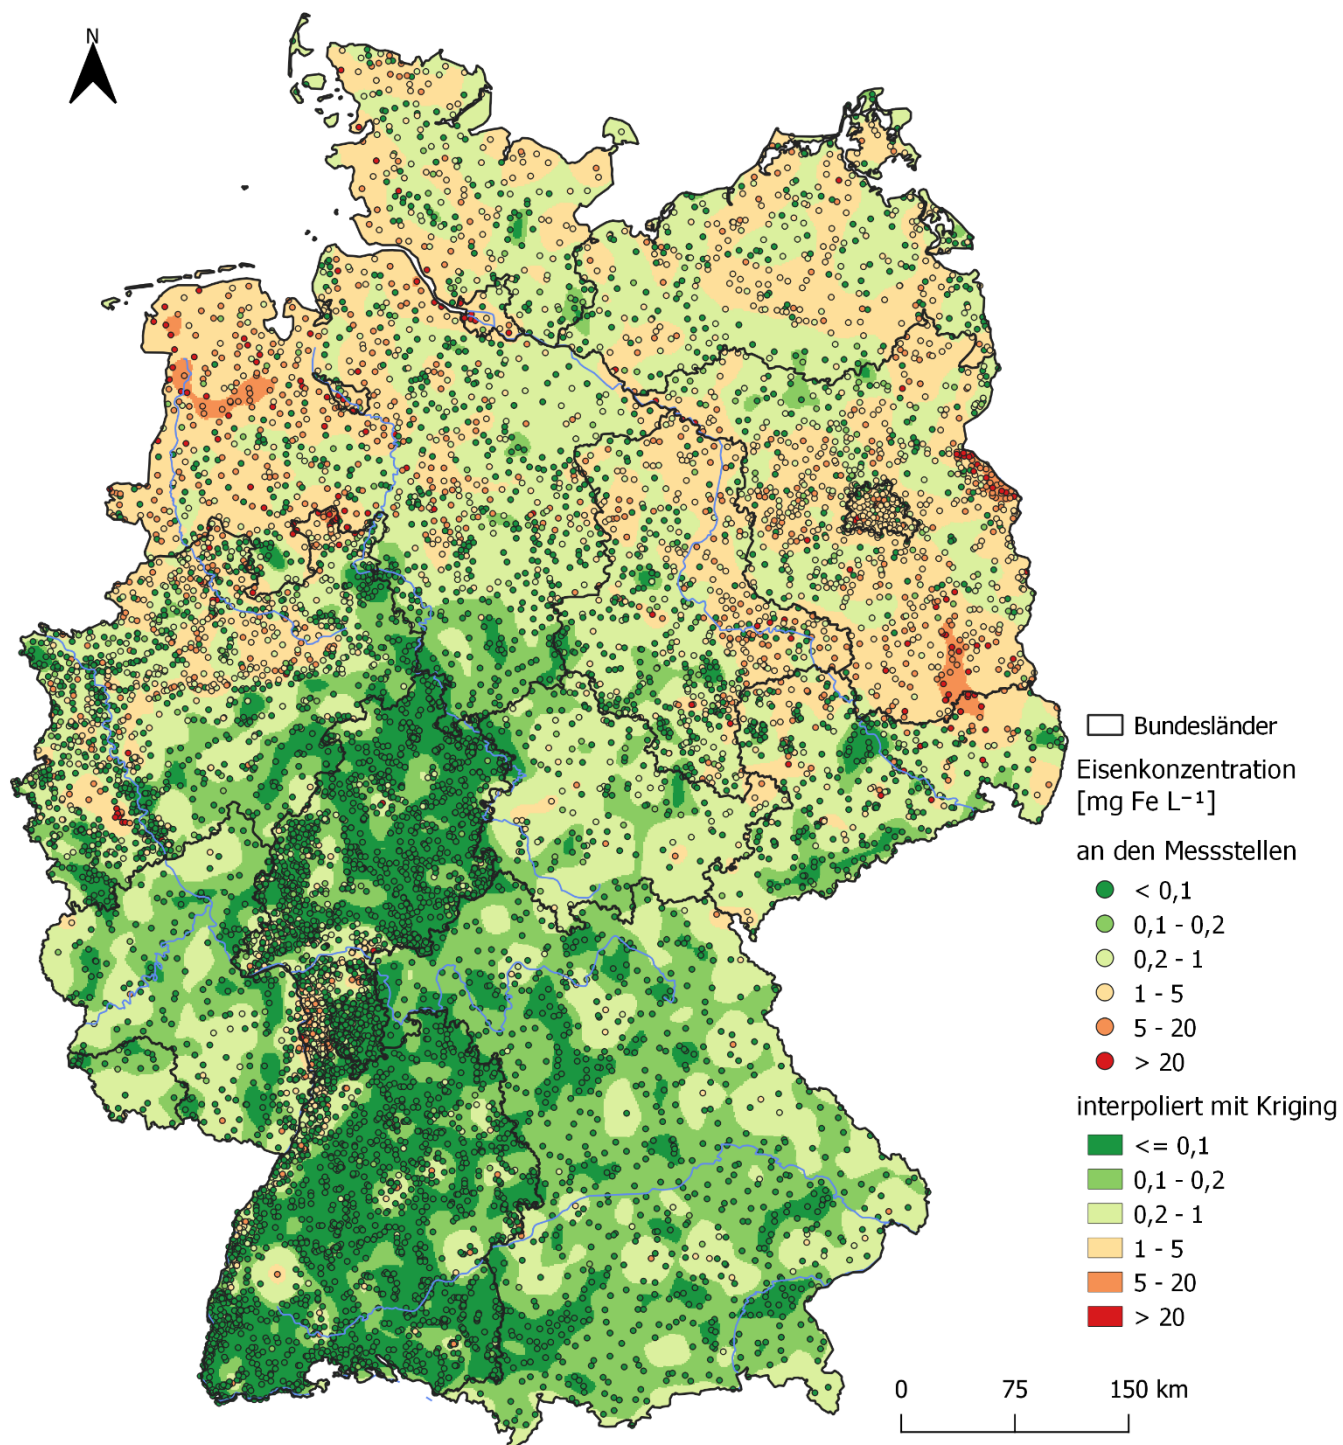 N
Bundesländer
Eisenkonzentration
[mg Fe L⁻¹]
an den Messstellen
< 0,1
0,1 - 0,2
0,2 - 1
1 - 5
5 - 20
> 20
interpoliert mit Kriging
<= 0,1
0,1 - 0,2
0,2 - 1
1 - 5
5 - 20
> 20
0 75 150 km